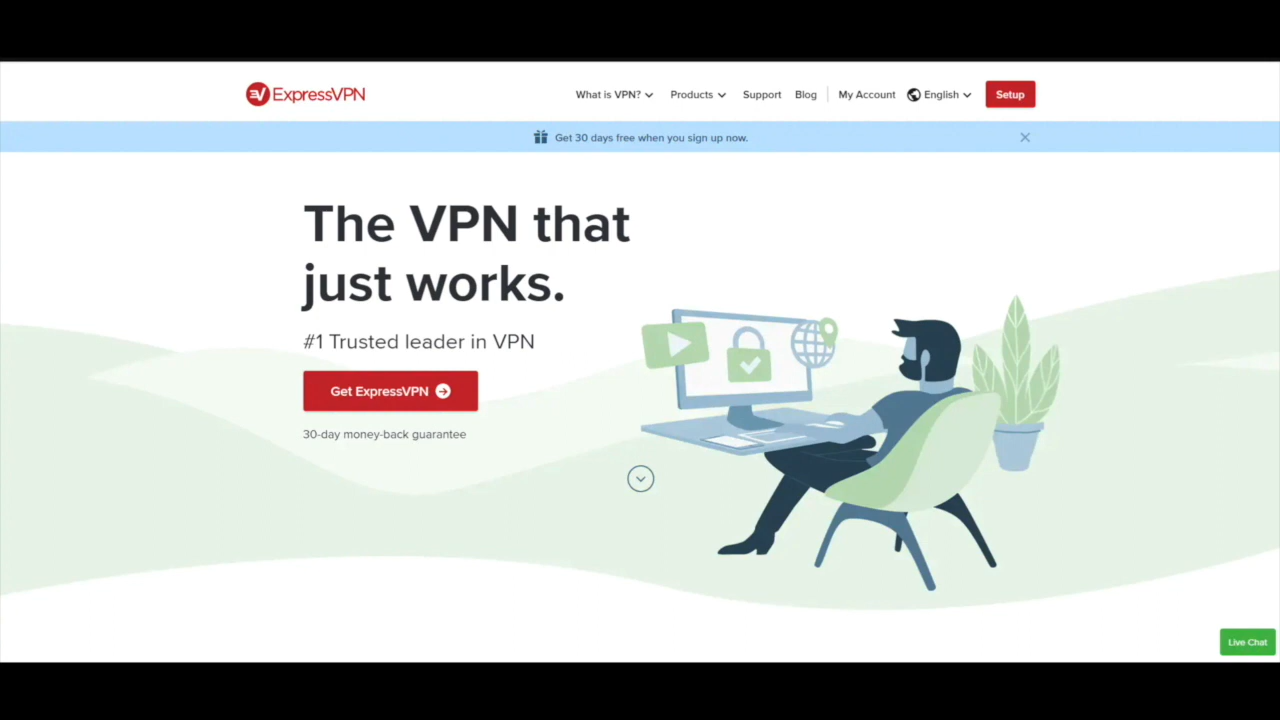 ExpressVPN
What is VPN?
Products
Support
Blog
My Account
English
Setup
Get 30 days free when you sign up now.
The VPN that
just works.
#1 Trusted leader in VPN
Get ExpressVPN
30-day money-back guarantee
Live Chat